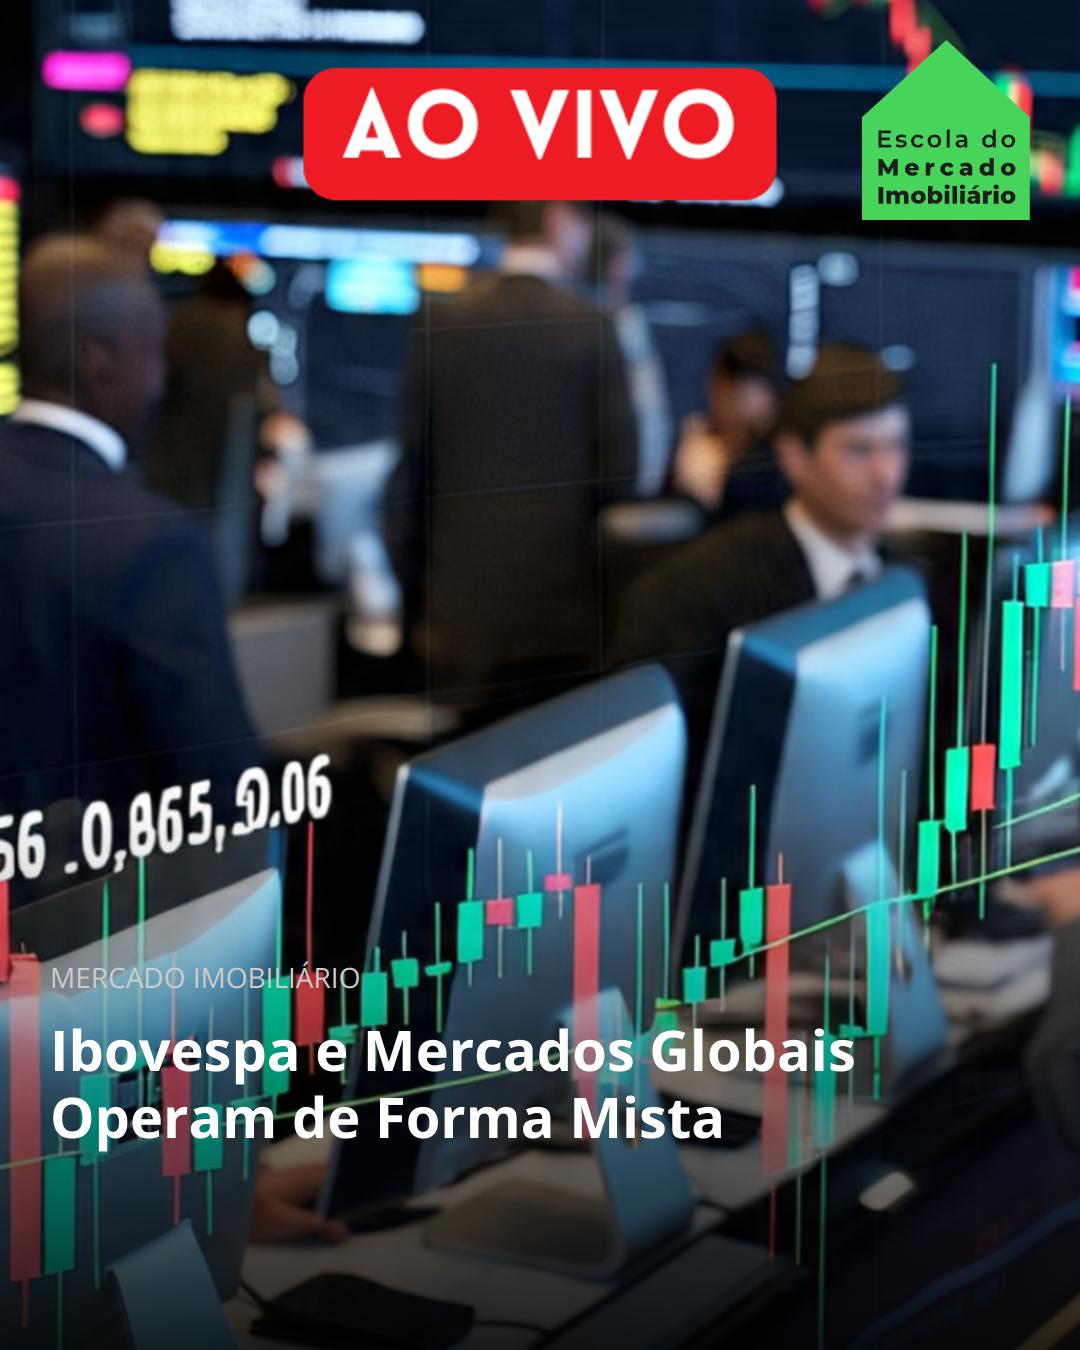 AO VIVO
Escola do
Mercado
Imobiliário
56 .0,865,9.06
MERCADO IMOBILIÁRIO
Ibovespa e Mercados Globais
Operam de Forma Mista